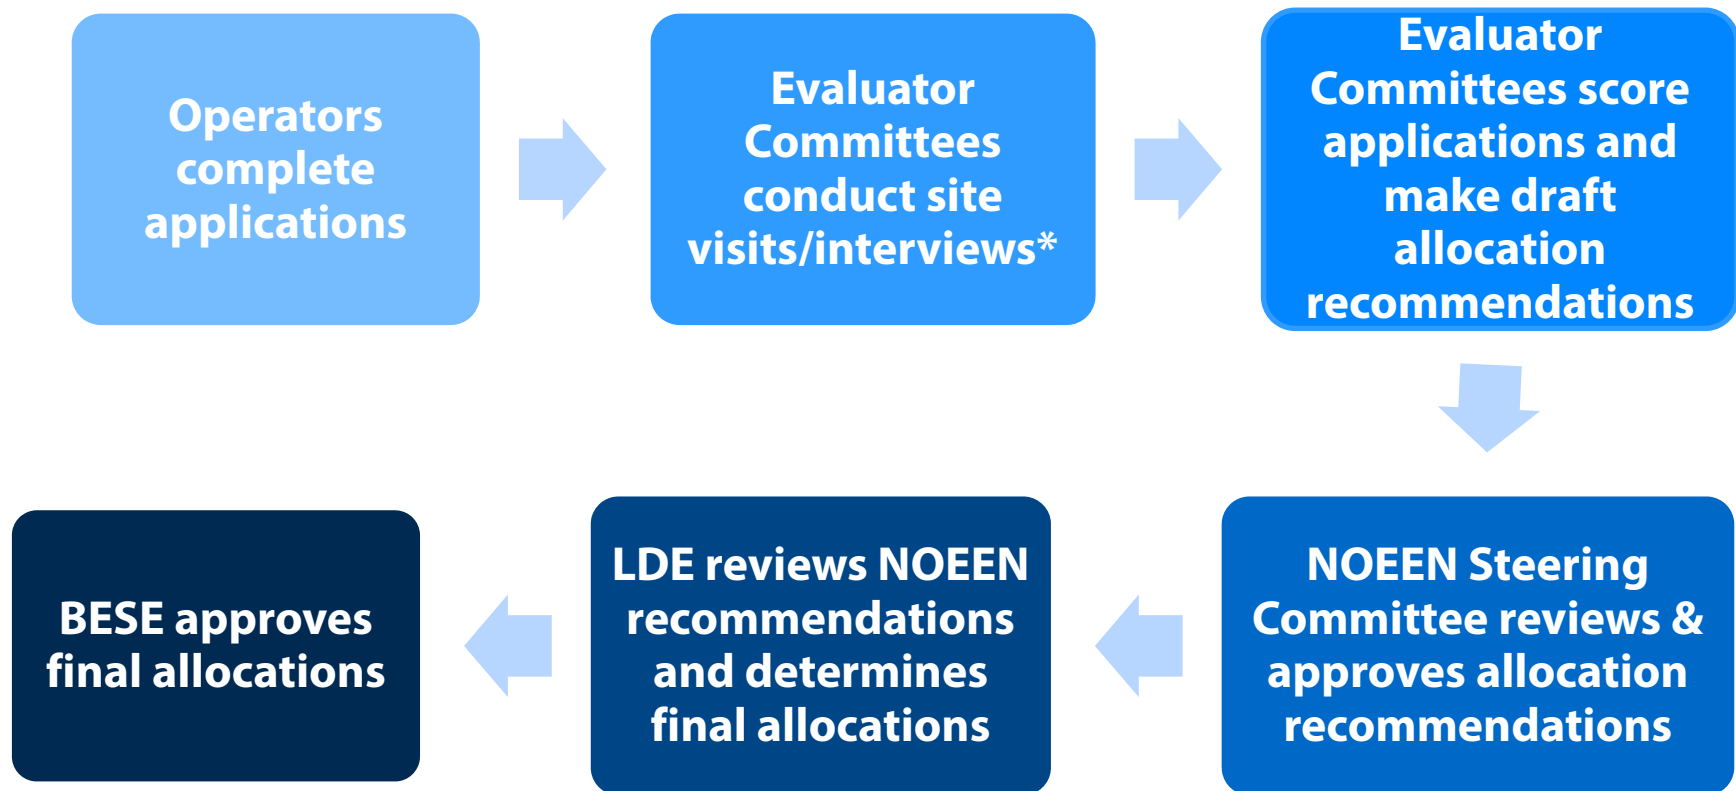 Operators
complete
applications
Evaluator
Committees
conduct site
visits/interviews*
Evaluator
Committees score
applications and
make draft
allocation
recommendations
NOEEN Steering
Committee reviews &
approves allocation
recommendations
LDE reviews NOEEN
recommendations
and determines
final allocations
BESE approves
final allocations